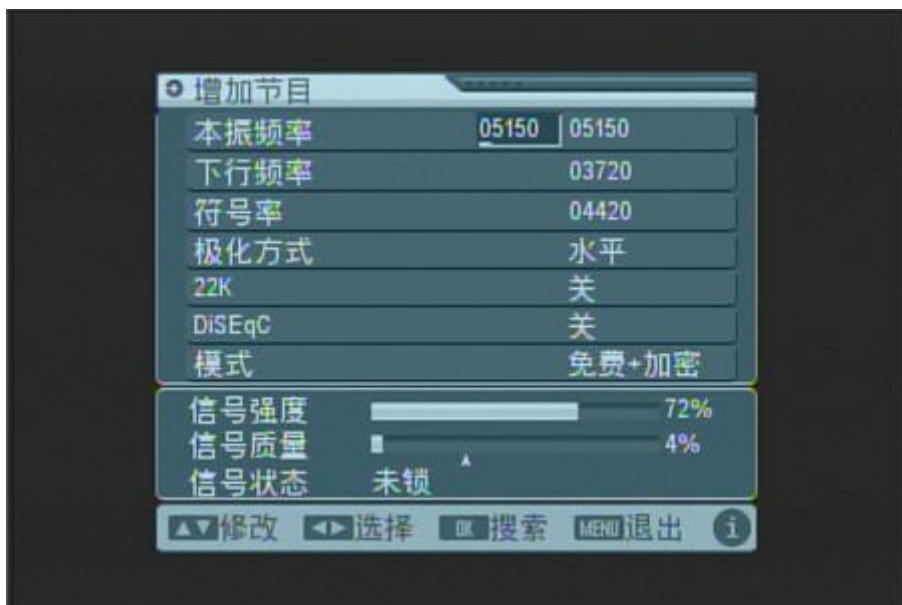 增加节目
本振频率 05150 05150
下行频率 03720
符号率 04420
极化方式 水平
22K 关
DiSEqC 关
模式 免费+加密
信号强度 72%
信号质量 4%
信号状态 未锁
修改 选择 OK 搜索 MENU 退出 i